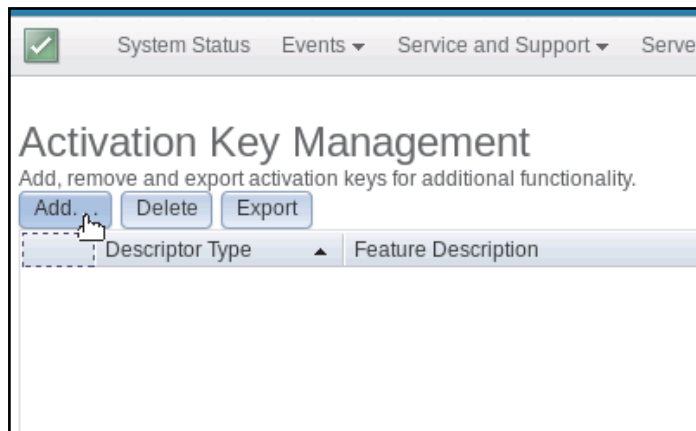 System Status Events Service and Support Serve
Activation Key Management
Add, remove and export activation keys for additional functionality.
Add... Delete Export
Descriptor Type Feature Description